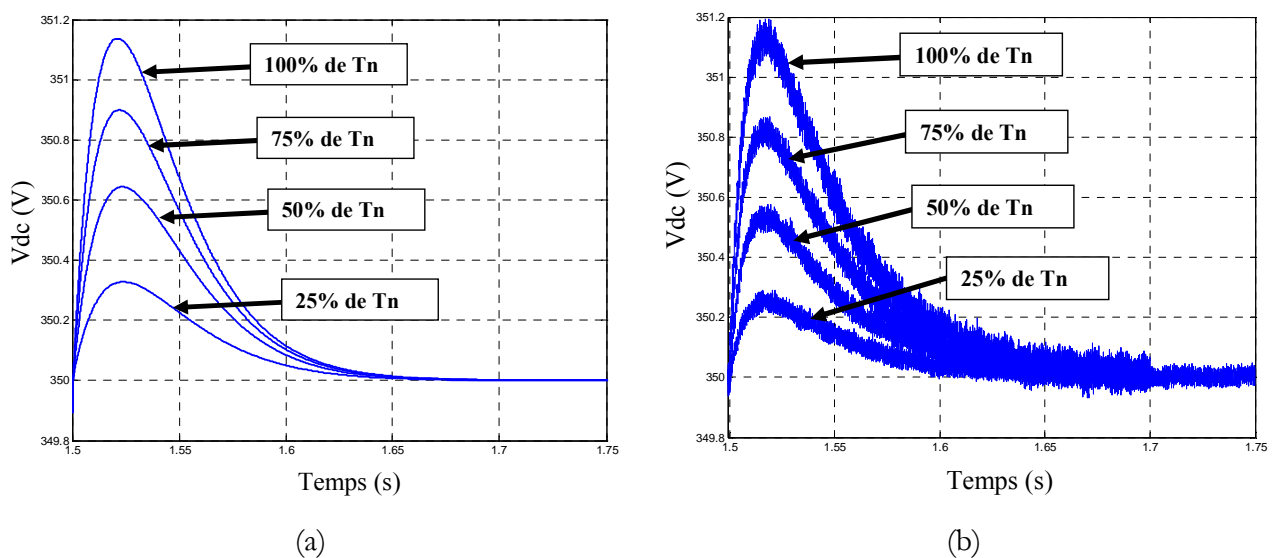 351.2
351
350.8
350.6
350.4
350.2
350
349.8
1.5
1.55
1.6
1.65
1.7
1.75
Vdc (V)
Temps (s)
100% de Tn
75% de Tn
50% de Tn
25% de Tn
(a)
351.2
351
350.8
350.6
350.4
350.2
350
349.8
1.5
1.55
1.6
1.65
1.7
1.75
Vdc (V)
Temps (s)
100% de Tn
75% de Tn
50% de Tn
25% de Tn
(b)